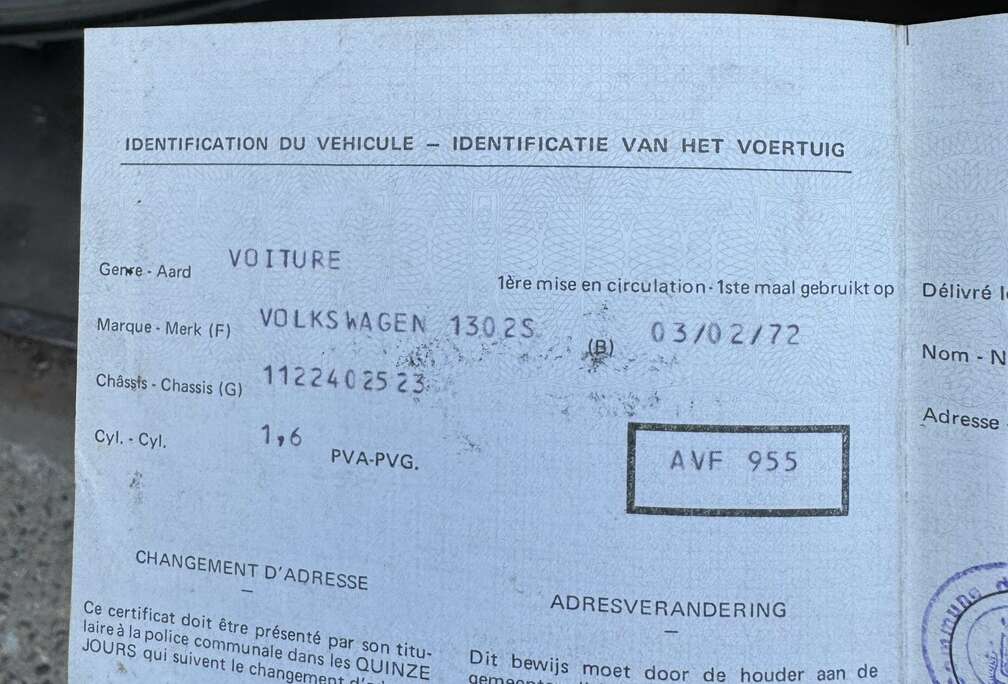 IDENTIFICATION DU VEHICULE – IDENTIFICATIE VAN HET VOERTUIG
Genre - Aard VOITURE
1ère mise en circulation - 1ste maal gebruikt op
Marque - Merk (F) VOLKSWAGEN 1302S (B) 03/02/72
Châssis - Chassis (G) 1122402523
Cyl. - Cyl. 1,6 PVA-PVG.
AVF 955
CHANGEMENT D'ADRESSE
–
Ce certificat doit être présenté par son titu-
laire à la police communale dans les QUINZE
JOURS qui suivent le changement
ADRESVERANDERING
–
Dit bewijs moet door de houder aan de
Délivré
Nom - N
Adresse -